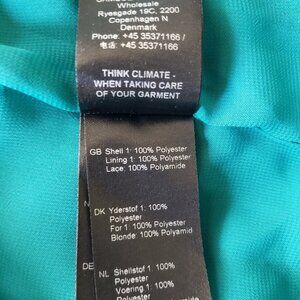 Wholesale
Ryesgade 19C, 2200
Copenhagen N
Denmark
Phone: +45 35371166 /
电话: +45 35371166
THINK CLIMATE -
WHEN TAKING CARE
OF YOUR GARMENT
GB Shell 1: 100% Polyester
Lining 1: 100% Polyester
Lace: 100% Polyamide
DK Yderstof 1: 100%
Polyester
For 1: 100% Polyester
Blonde: 100% Polyamid
DE
NL Shellstof 1: 100%
Polyester
Voering 1: 100%